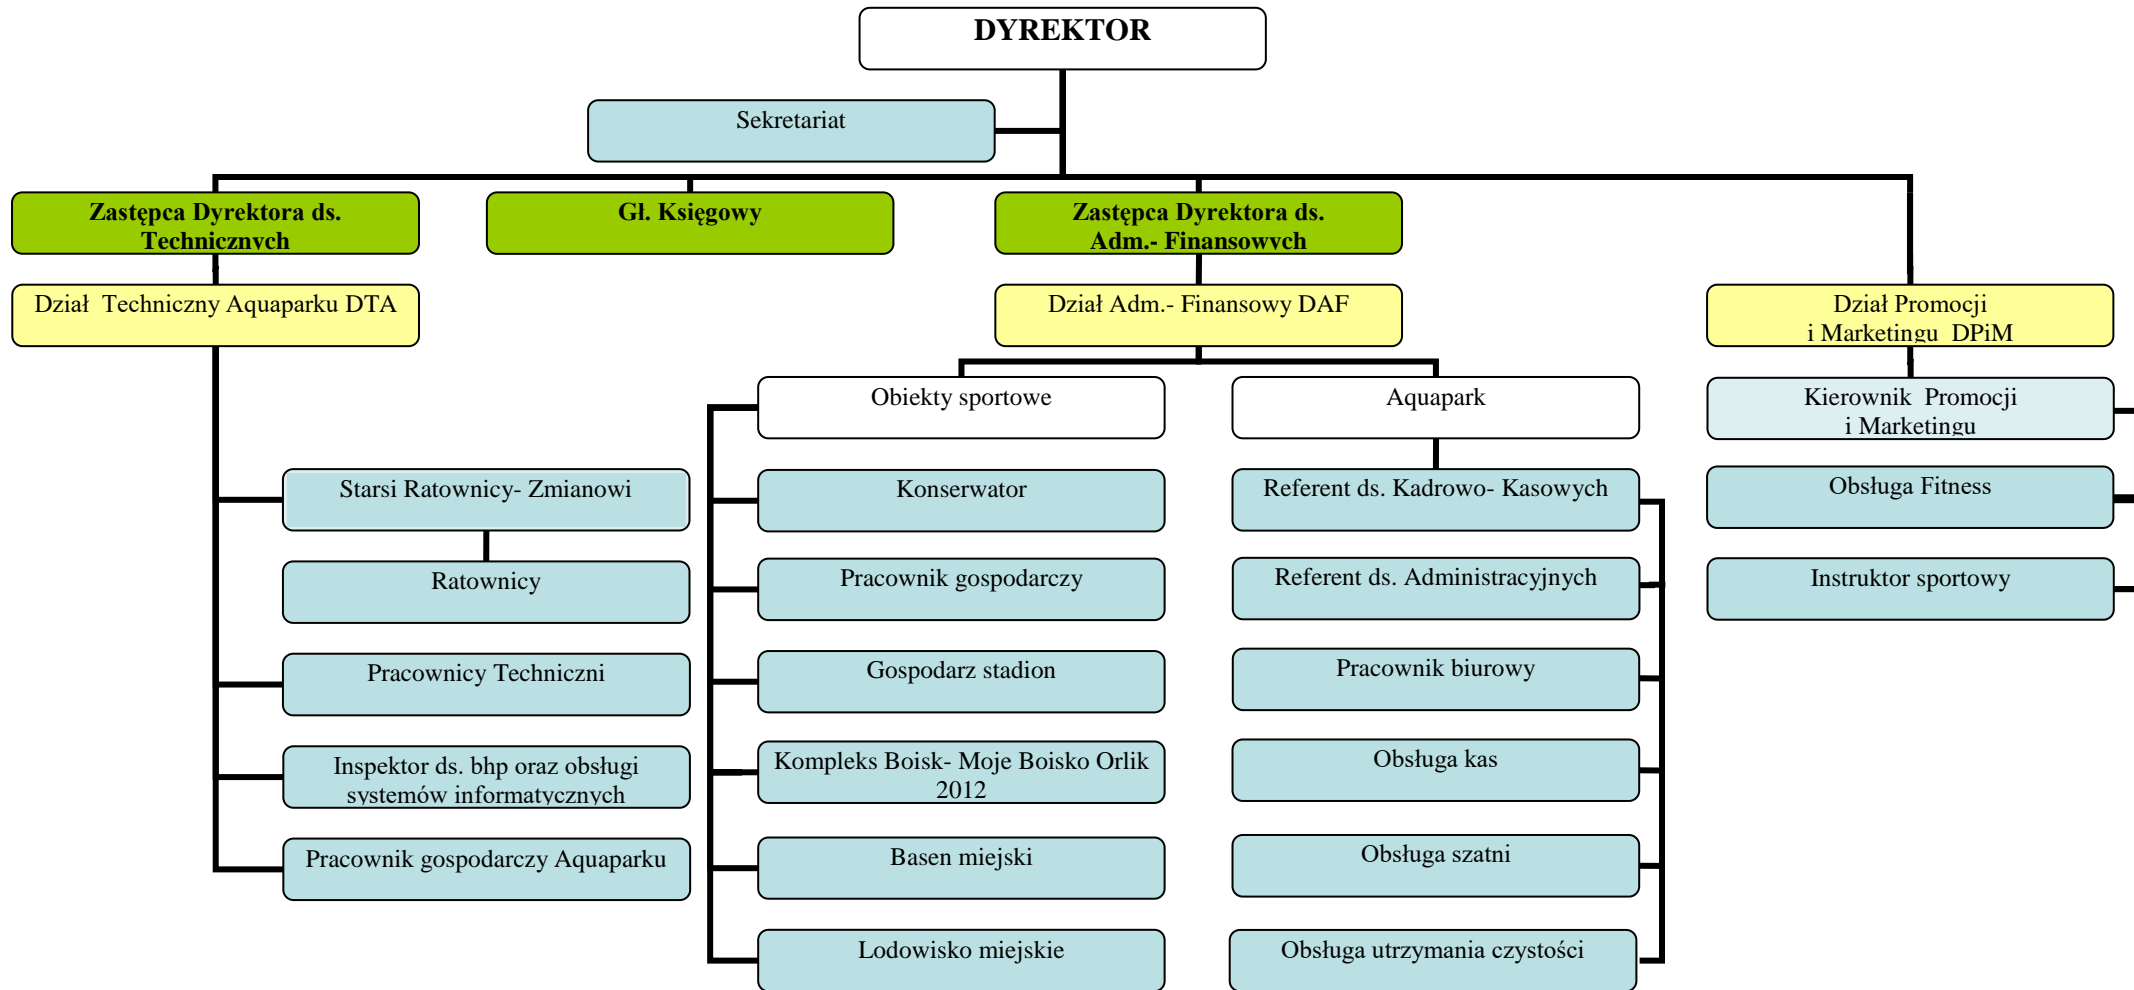 DYREKTOR
Sekretariat
Zastępca Dyrektora ds.
Technicznych
Gł. Księgowy
Zastępca Dyrektora ds.
Adm.- Finansowych
Dział  Techniczny Aquaparku DTA
Dział Adm.- Finansowy DAF
Dział Promocji
i Marketingu  DPiM
Obiekty sportowe
Aquapark
Kierownik  Promocji
i Marketingu
Starsi Ratownicy- Zmianowi
Konserwator
Referent ds. Kadrowo- Kasowych
Obsługa Fitness
Ratownicy
Pracownik gospodarczy
Referent ds. Administracyjnych
Instruktor sportowy
Pracownicy Techniczni
Gospodarz stadion
Pracownik biurowy
Inspektor ds. bhp oraz obsługi
systemów informatycznych
Kompleks Boisk- Moje Boisko Orlik
2012
Obsługa kas
Pracownik gospodarczy Aquaparku
Basen miejski
Obsługa szatni
Lodowisko miejskie
Obsługa utrzymania czystości